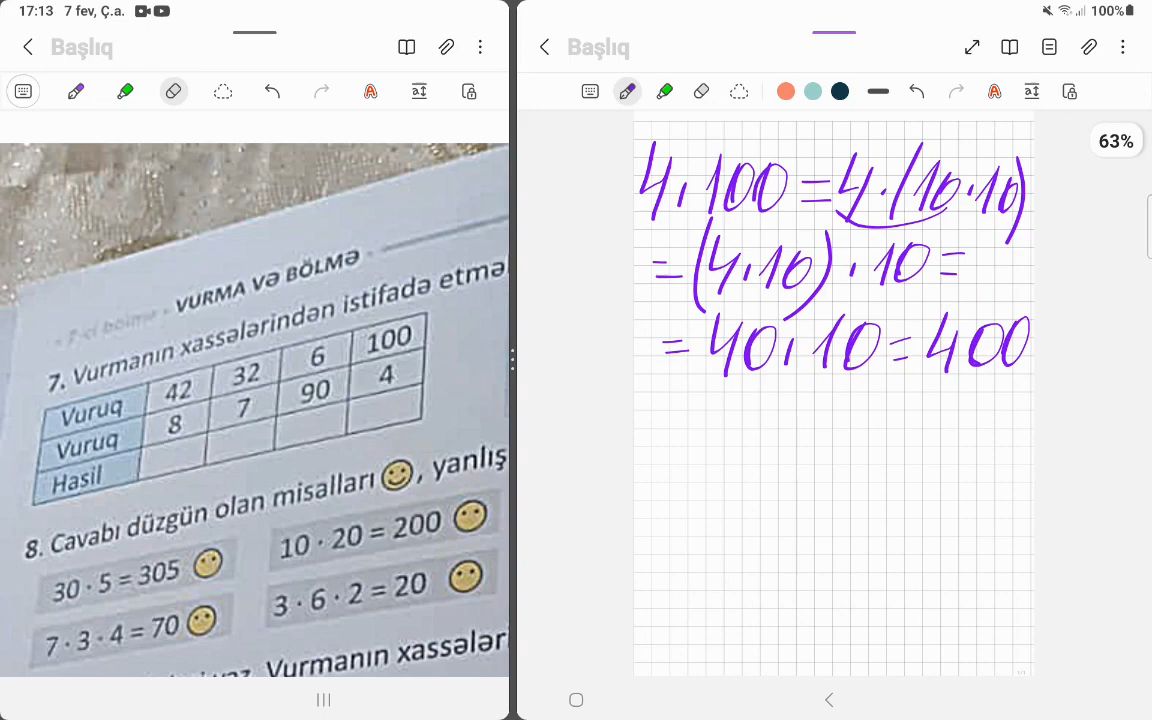 17:13 7 fev, Ç.a.
100%
Başlıq
Başlıq
63%
VURMA VƏ BÖLMƏ
7. Vurmanın xassələrindən istifadə etmə
Vuruq 42 32 6 100
Vuruq 8 7 90 4
Hasil
8. Cavabı düzgün olan misalları , yanlış
30 · 5 = 305
10 · 20 = 200
7 · 3 · 4 = 70
3 · 6 · 2 = 20
Vurmanın xassələri
4 · 100 = 4 · (10 · 10)
= (4 · 10) · 10 =
= 40 · 10 = 400